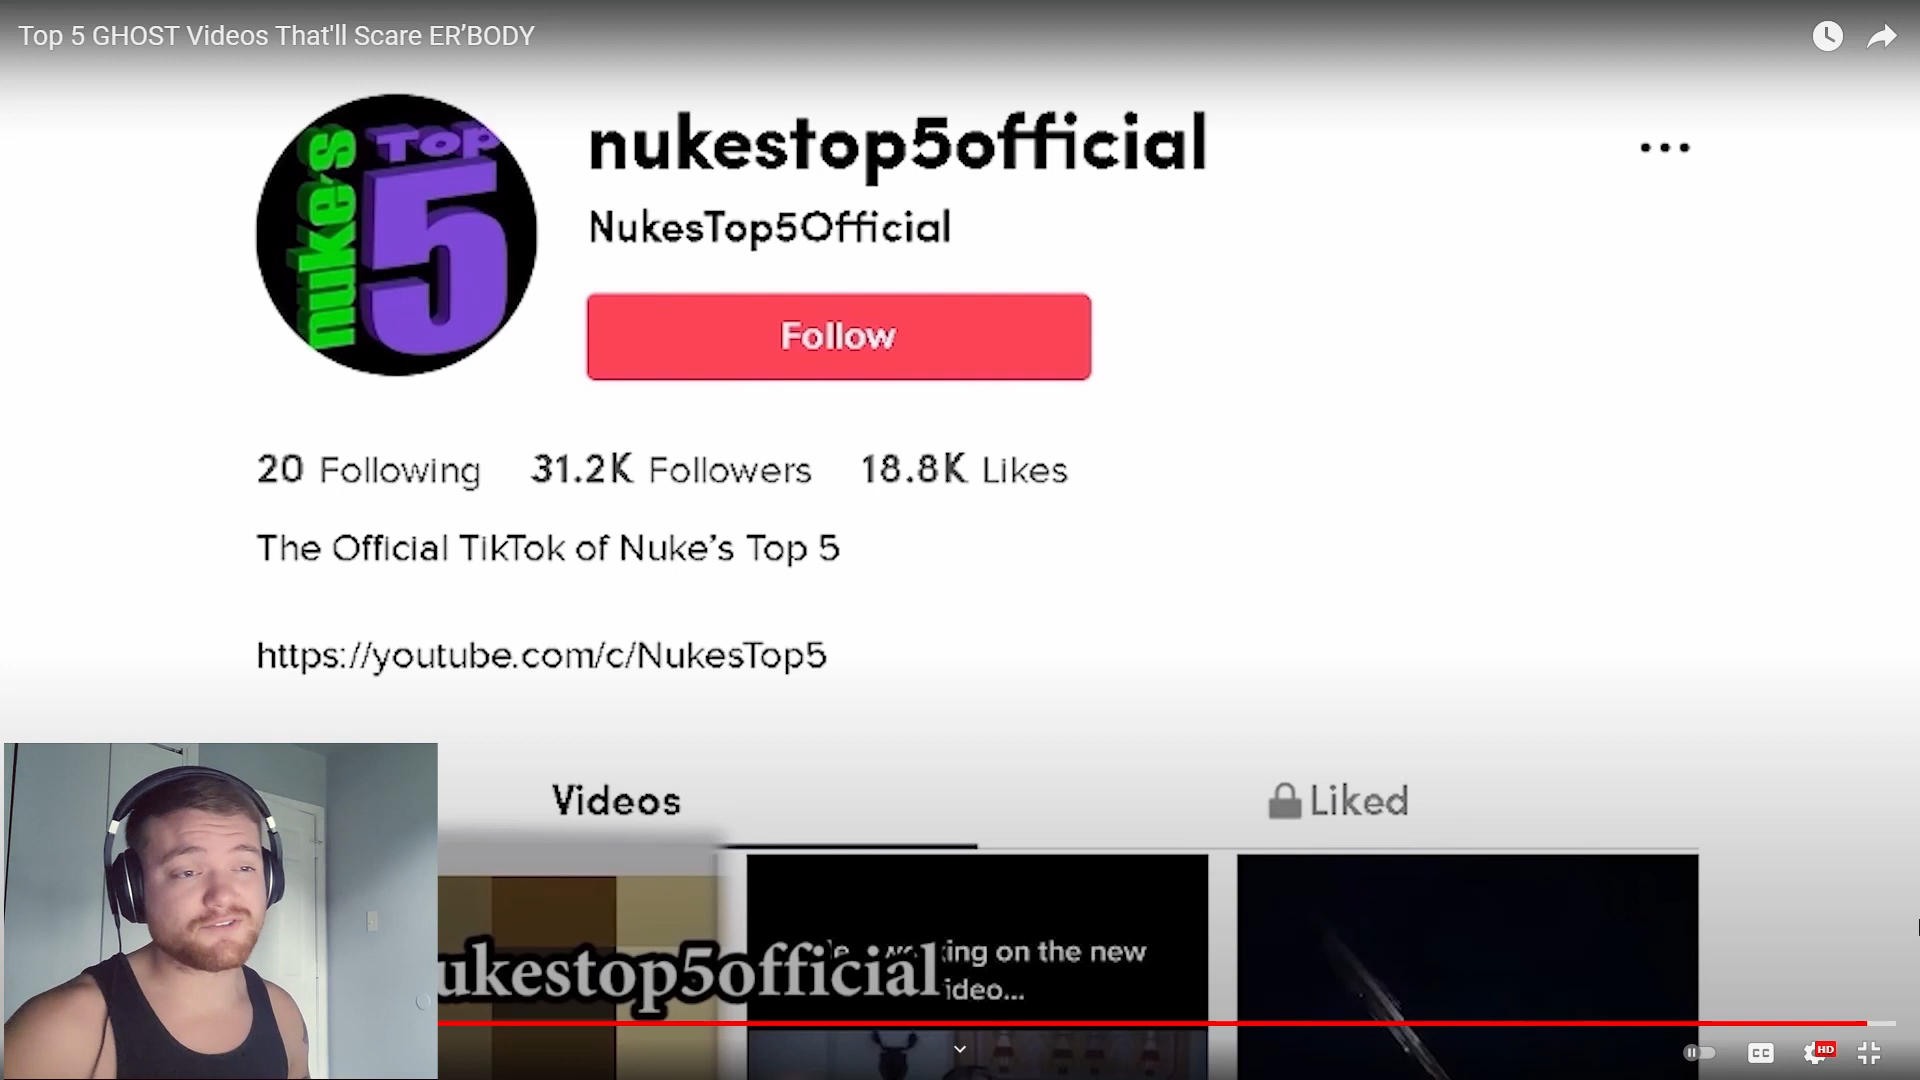 Top 5 GHOST Videos That'll Scare ER’BODY
nuke's Top 5
nukestop5official
NukesTop5Official
Follow
20 Following 31.2K Followers 18.8K Likes
The Official TikTok of Nuke’s Top 5
https://youtube.com/c/NukesTop5
Videos
Liked
on the new
ukestop5official
CC
HD